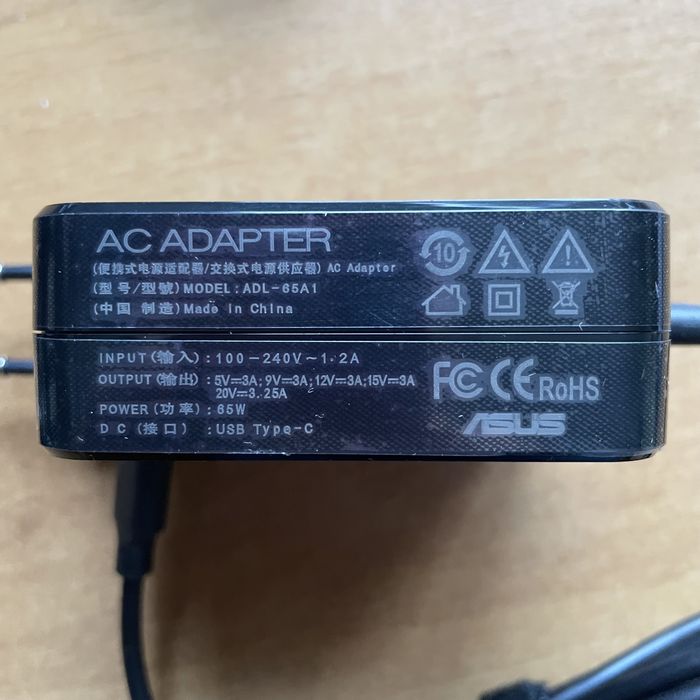 AC ADAPTER
(便携式电源适配器/交换式电源供应器) AC Adapter
(型号/型號) MODEL: ADL-65A1
(中国 制造) Made in China
10
INPUT(输入): 100-240V~1.2A
OUTPUT(输出): 5V⎓3A;9V⎓3A;12V⎓3A;15V⎓3A
20V⎓3.25A
POWER(功率): 65W
DC(接口): USB Type-C
FC CE RoHS
ASUS